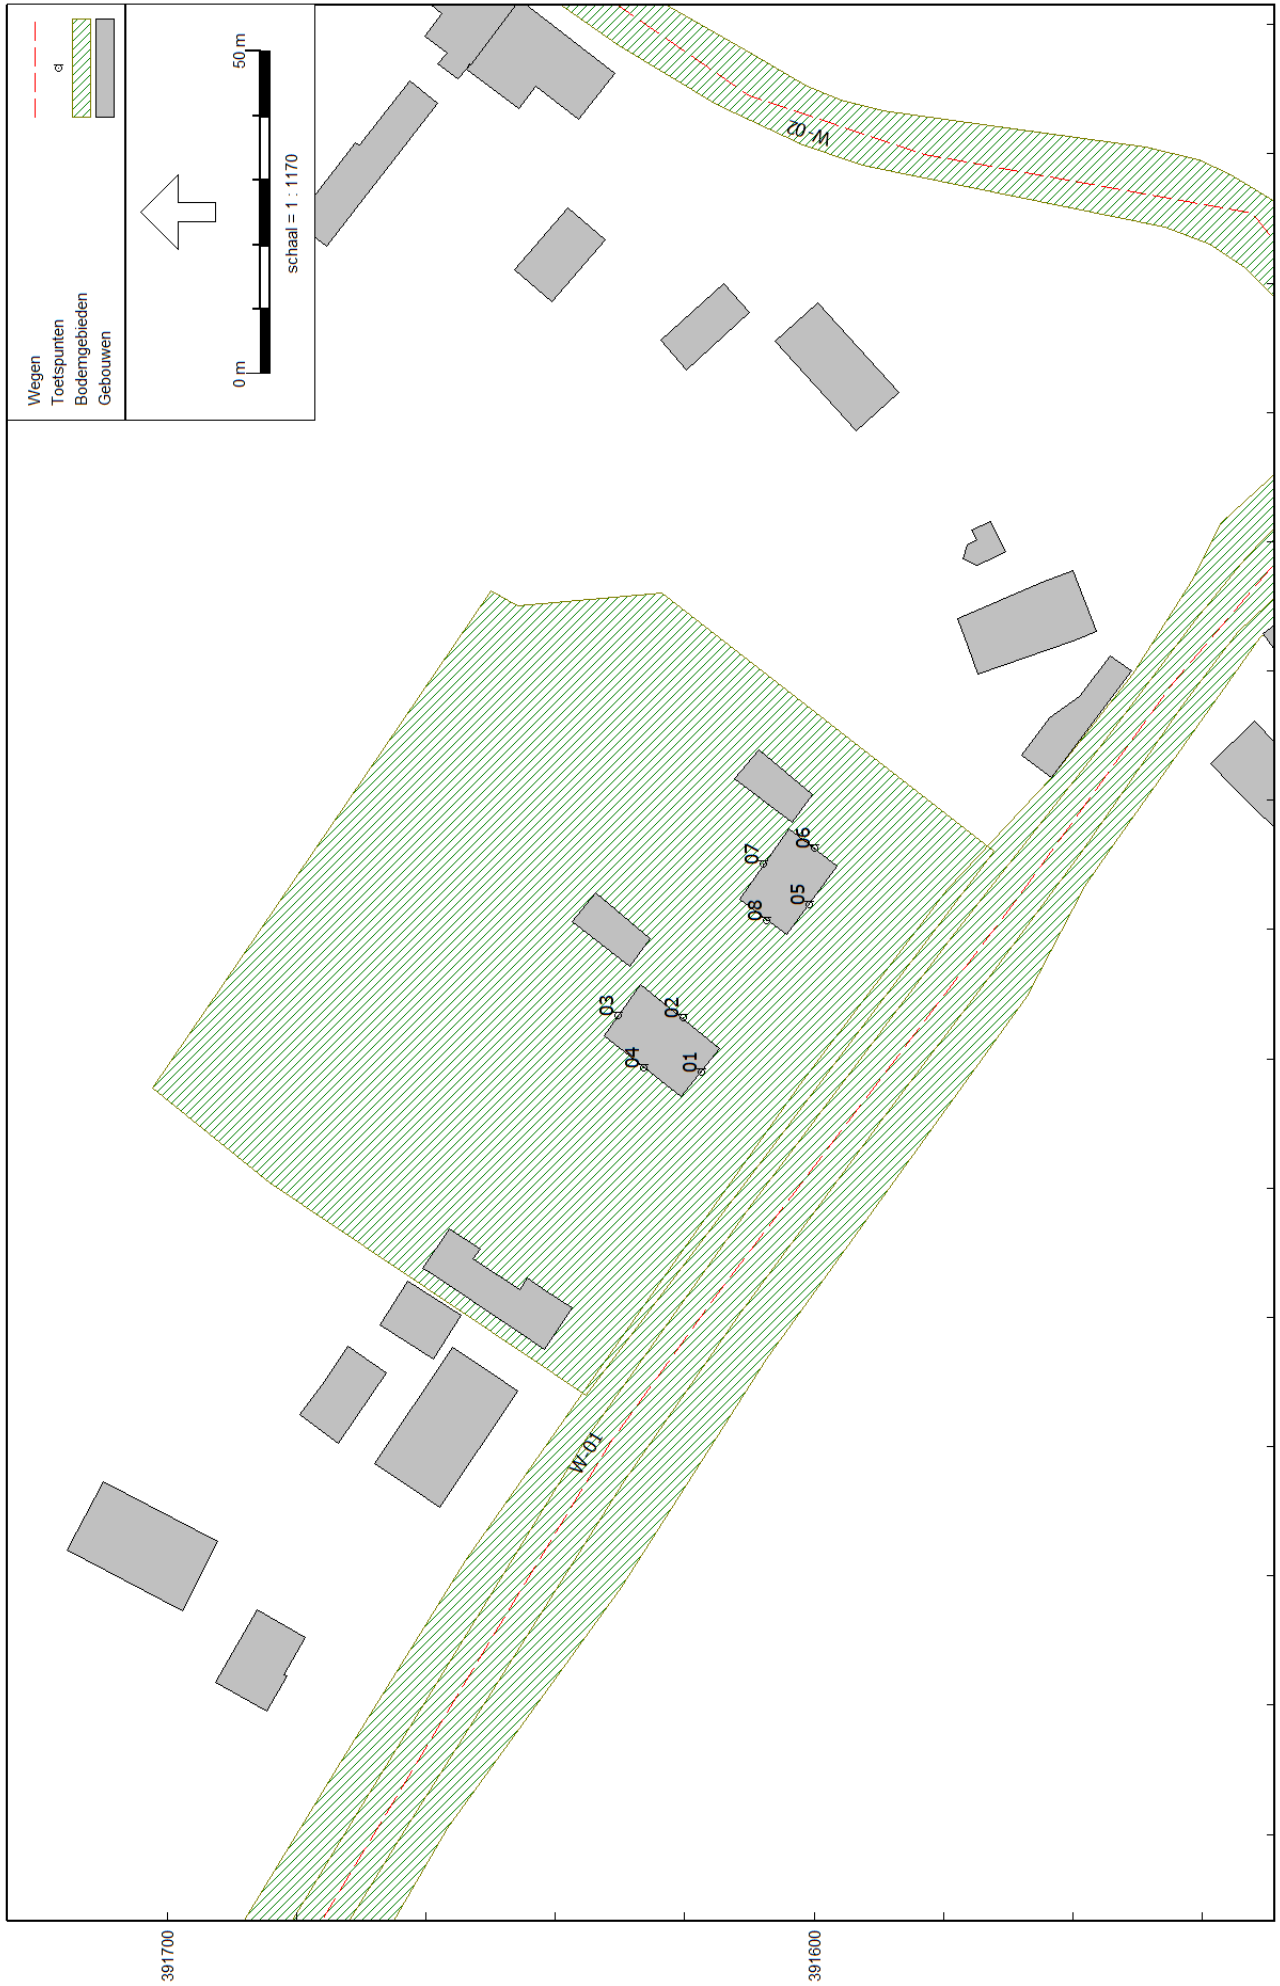 Wegen
Toetspunten
Bodemgebieden
Gebouwen
0 m
50 m
schaal = 1 : 1170
W-02
W-01
03
04
02
01
07
08
05
06
391700
391600